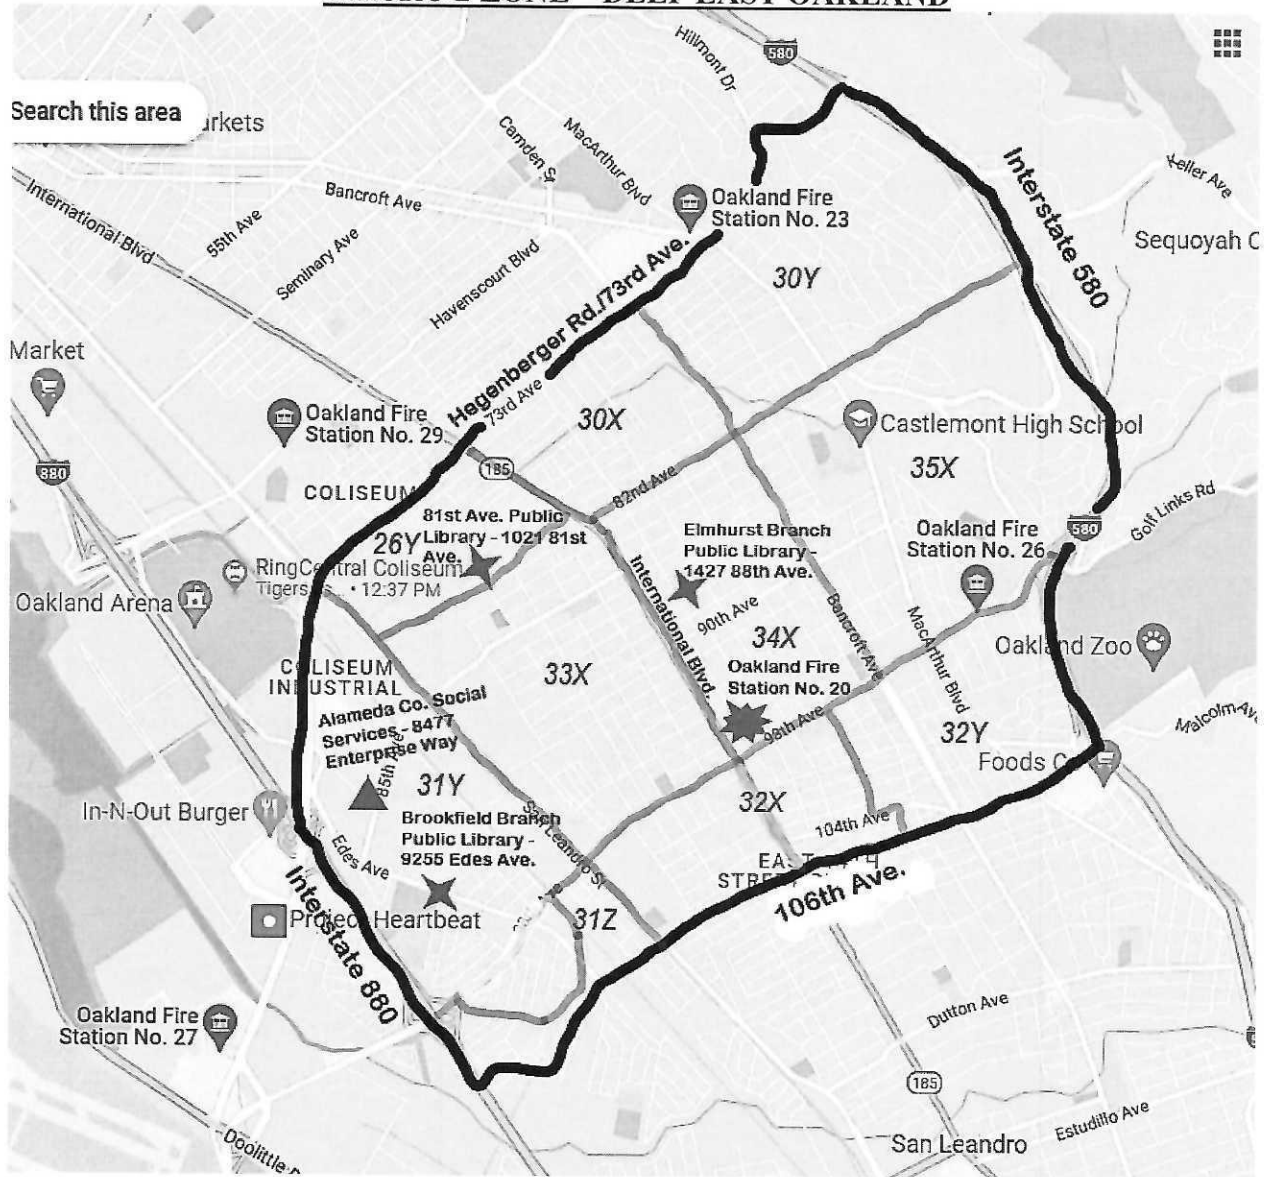 DEEP EAST OAKLAND
Hillmont Dr
580
Search this area
arkets
Camden St
MacArthur Blvd
Interstate 580
Keller Ave
International Blvd
Bancroft Ave
55th Ave
Seminary Ave
Havenscourt Blvd
Oakland Fire
Station No. 23
Sequoyah C
Hegenberger Rd./73rd Ave.
73rd Ave
30Y
Market
Oakland Fire
Station No. 29
30X
Castlemont High School
35X
880
185
COLISEUM
82nd Ave
Golf Links Rd
81st Ave. Public
Library - 1021 81st
Ave.
26Y
Elmhurst Branch
Public Library -
1427 88th Ave.
Oakland Fire
Station No. 26
580
RingCentral Coliseum
Tigers • 12:37 PM
Oakland Arena
International Blvd.
90th Ave
Bancroft Ave
MacArthur Blvd
34X
Oakland Zoo
COLISEUM
INDUSTRIAL
33X
Oakland Fire
Station No. 20
98th Ave
Malcolm Av
Alameda Co. Social
Services - 8477
Enterprise Way
85th Ave
32Y
Foods C
31Y
32X
In-N-Out Burger
Brookfield Branch
Public Library -
9255 Edes Ave.
San Leandro St
104th Ave
Edes Ave
106th Ave.
Interstate 880
Project Heartbeat
31Z
Oakland Fire
Station No. 27
Dutton Ave
185
Doolittle
San Leandro
Estudillo Ave